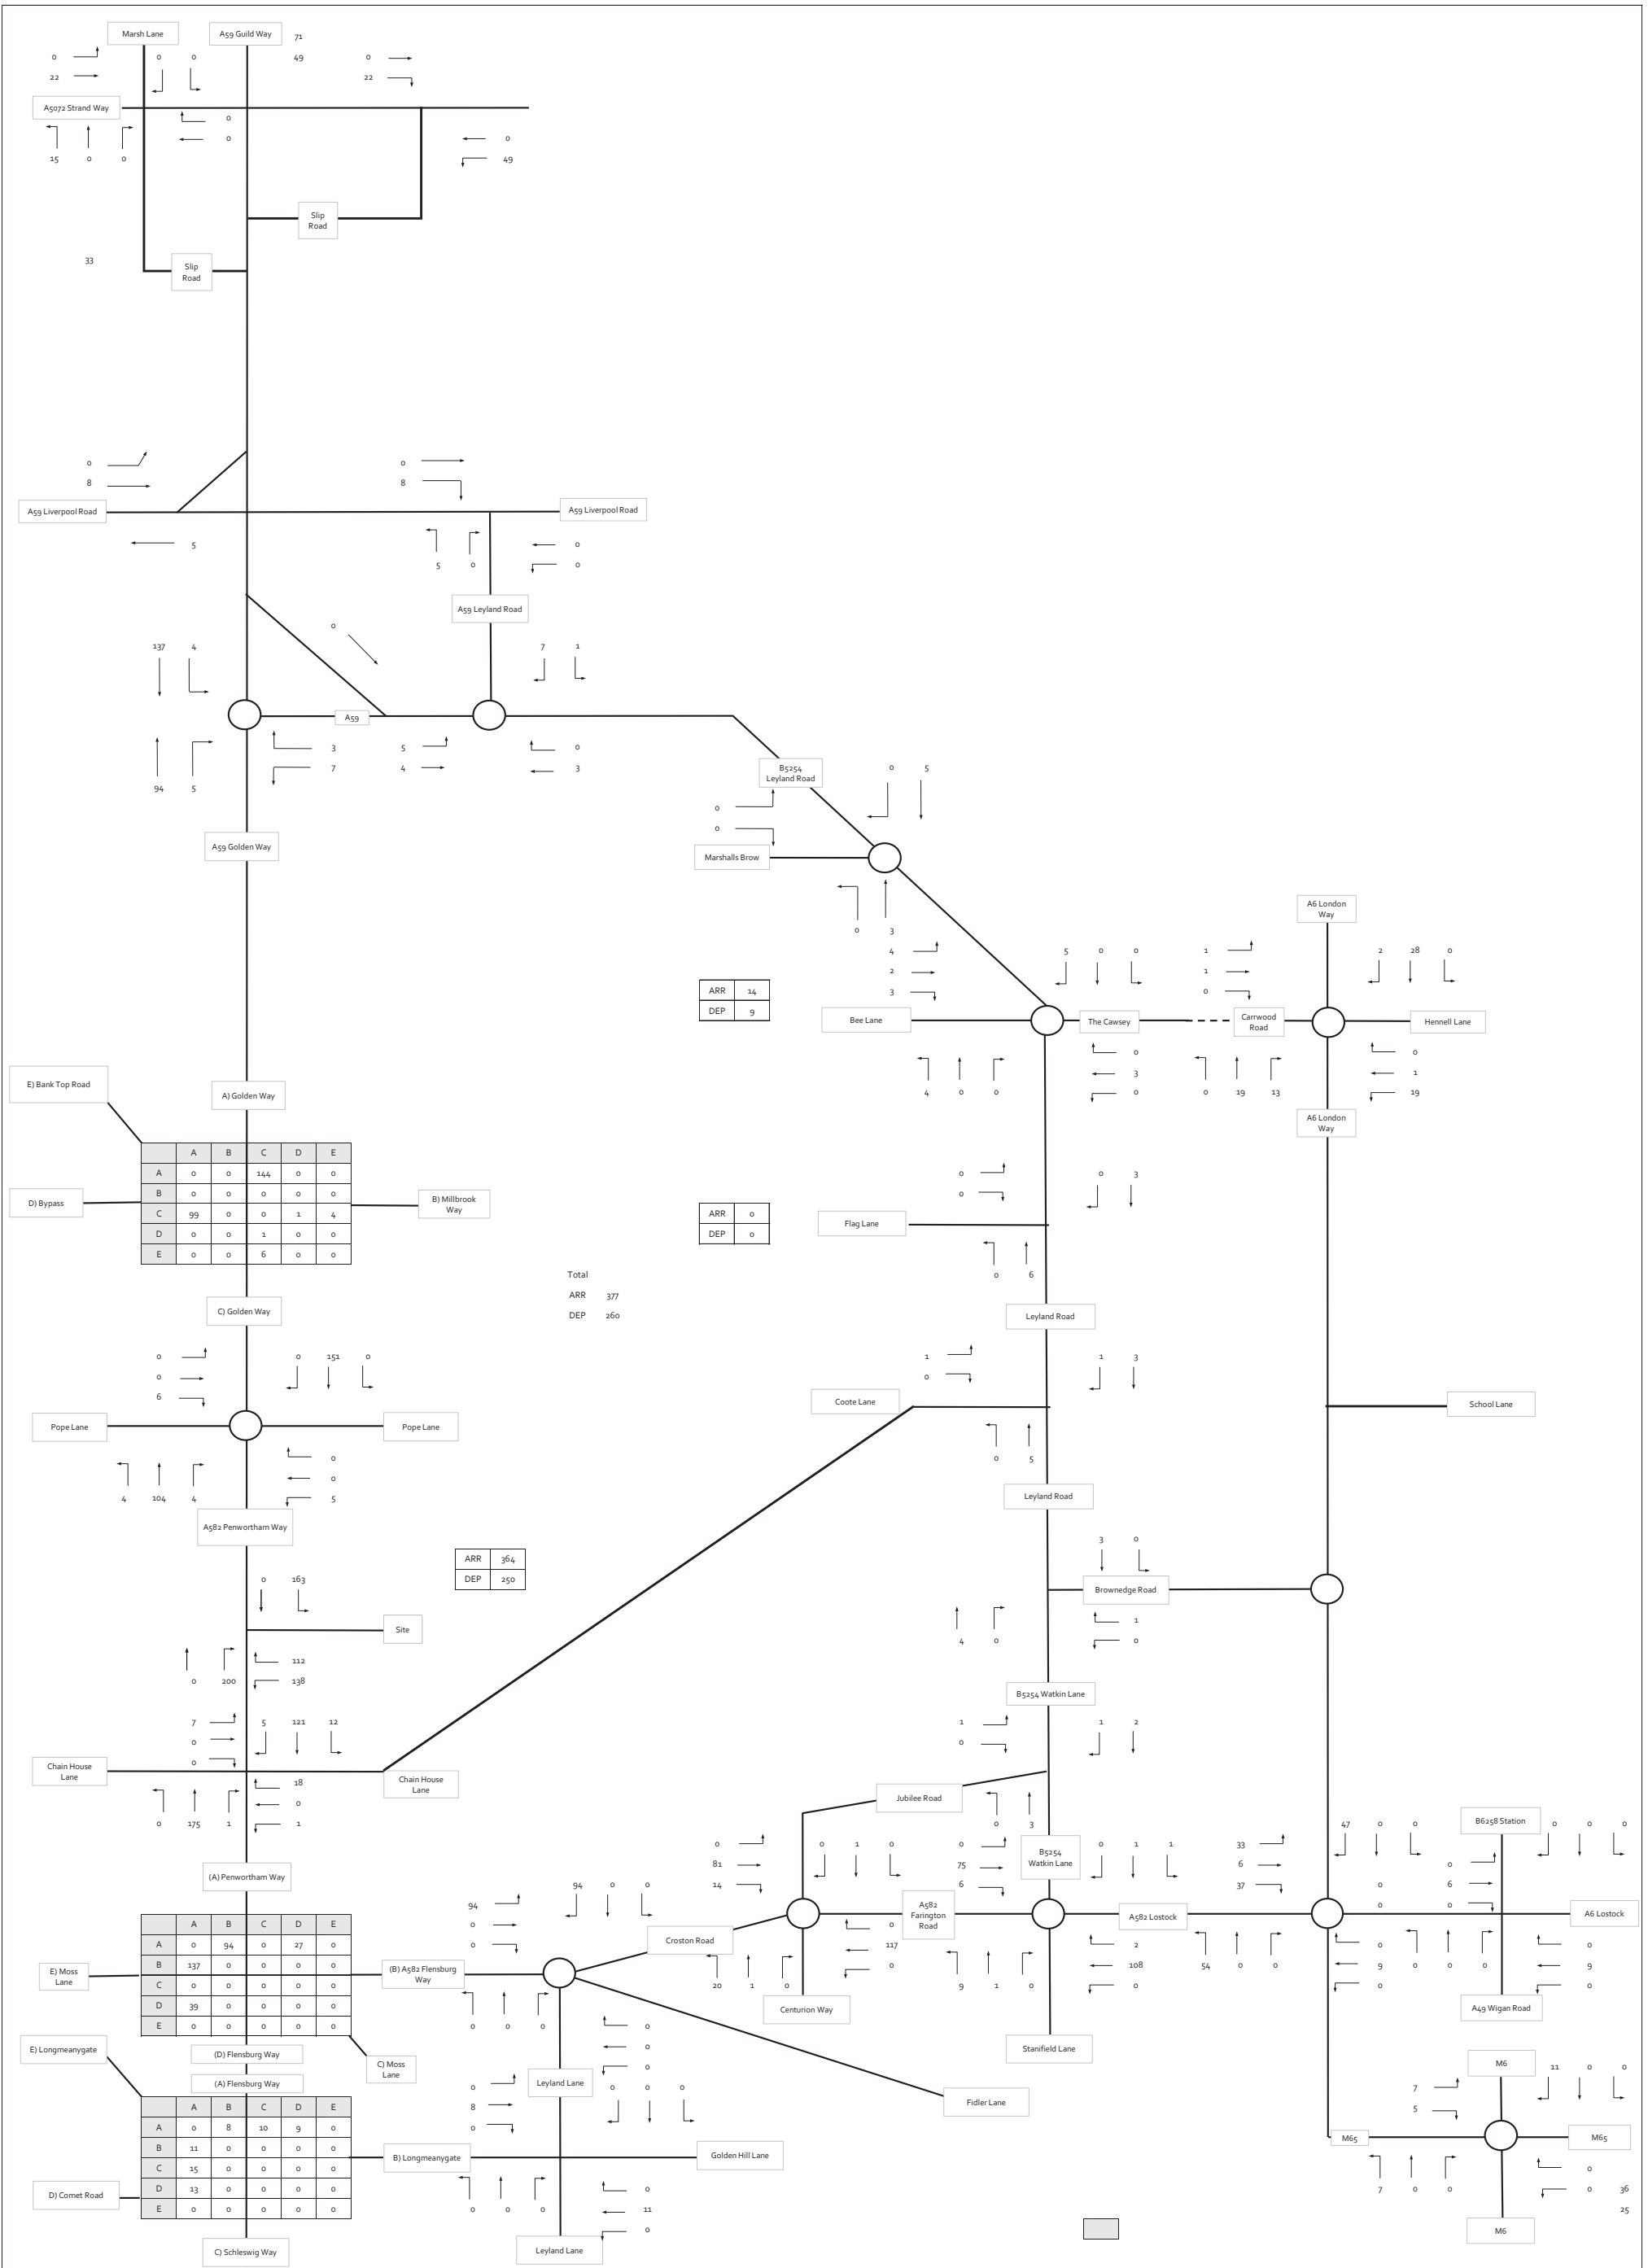 Marsh Lane
A59 Guild Way
71
0
0
0
49
0
22
22
A5072 Strand Way
0
0
0
15
0
0
49
Slip
Road
33
Slip
Road
0
0
8
8
A59 Liverpool Road
A59 Liverpool Road
5
0
5
0
0
A59 Leyland Road
0
137
4
7
1
A59
3
5
0
7
4
3
94
5
B5254
Leyland Road
0
5
0
0
A59 Golden Way
Marshalls Brow
A6 London
Way
0
3
4
5
0
0
1
2
28
0
2
1
3
0
ARR 14
DEP 9
Bee Lane
The Cawsey
Carrwood
Road
Hennell Lane
0
0
3
1
4
0
0
0
0
19
13
19
E) Bank Top Road
A) Golden Way
A6 London
Way
A B C D E
A 0 0 144 0 0
B 0 0 0 0 0
C 99 0 0 1 4
D 0 0 1 0 0
E 0 0 6 0 0
D) Bypass
B) Millbrook
Way
0
0
3
0
ARR 0
DEP 0
Flag Lane
0
6
Total
ARR 377
DEP 260
C) Golden Way
Leyland Road
0
0
151
0
0
6
1
1
3
0
Coote Lane
School Lane
Pope Lane
Pope Lane
0
0
5
0
4
104
4
5
Leyland Road
A582 Penwortham Way
3
0
ARR 364
DEP 250
0
163
Brownedge Road
Site
1
4
0
0
112
0
200
138
B5254 Watkin Lane
7
5
121
12
0
0
1
1
2
0
Chain House
Lane
Chain House
Lane
18
0
0
175
1
1
Jubilee Road
0
3
B6258 Station
47
0
0
0
0
0
0
0
1
0
0
0
1
1
33
81
75
6
14
6
37
0
6
0
0
0
B5254
Watkin Lane
(A) Penwortham Way
94
94
0
0
0
0
A582
Farington
Road
A582 Lostock
A6 Lostock
Croston Road
A B C D E
A 0 94 0 27 0
B 137 0 0 0 0
C 0 0 0 0 0
D 39 0 0 0 0
E 0 0 0 0 0
E) Moss
Lane
(B) A582 Flensburg
Way
0
117
0
20
1
0
9
1
0
2
108
0
54
0
0
0
9
0
0
0
0
0
9
0
Centurion Way
A49 Wigan Road
0
0
0
0
0
0
E) Longmeanygate
(D) Flensburg Way
C) Moss
Lane
Stanifield Lane
(A) Flensburg Way
Leyland Lane
M6
11
0
0
7
5
0
8
0
0
0
0
Fidler Lane
A B C D E
A 0 8 10 9 0
B 11 0 0 0 0
C 15 0 0 0 0
D 13 0 0 0 0
E 0 0 0 0 0
M65
M65
B) Longmeanygate
Golden Hill Lane
D) Comet Road
0
0
0
0
11
0
7
0
0
0
0
36
25
C) Schleswig Way
Leyland Lane
M6